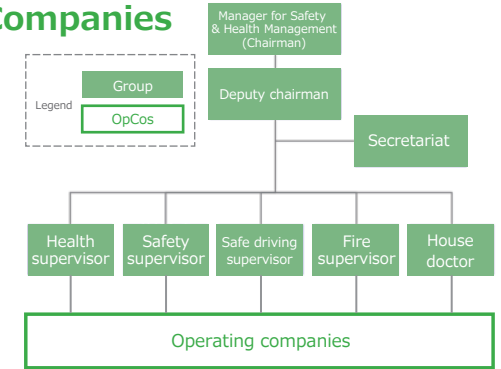 Companies
Manager for Safety
& Health Management
(Chairman)
Legend
Group
OpCos
Deputy chairman
Secretariat
Health
supervisor
Safety
supervisor
Safe driving
supervisor
Fire
supervisor
House
doctor
Operating companies